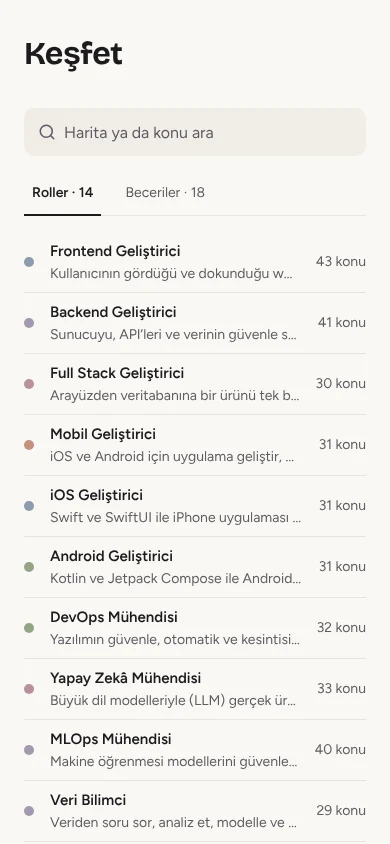 Keşfet
Harita ya da konu ara
Roller · 14
Beceriler · 18
Frontend Geliştirici
Kullanıcının gördüğü ve dokunduğu w...
43 konu
Backend Geliştirici
Sunucuyu, API'leri ve verinin güvenle s...
41 konu
Full Stack Geliştirici
Arayüzden veritabanına bir ürünü tek b...
30 konu
Mobil Geliştirici
iOS ve Android için uygulama geliştir, ...
31 konu
iOS Geliştirici
Swift ve SwiftUI ile iPhone uygulaması ...
31 konu
Android Geliştirici
Kotlin ve Jetpack Compose ile Android...
31 konu
DevOps Mühendisi
Yazılımın güvenle, otomatik ve kesintisi...
32 konu
Yapay Zekâ Mühendisi
Büyük dil modelleriyle (LLM) gerçek ür...
33 konu
MLOps Mühendisi
Makine öğrenmesi modellerini güvenle...
40 konu
Veri Bilimci
Veriden soru sor, analiz et, modelle ve ...
29 konu